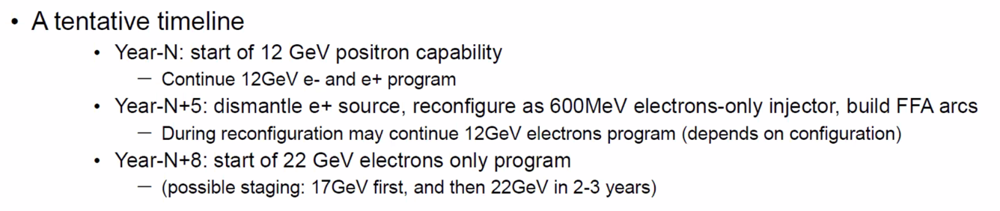 • A tentative timeline
• Year-N: start of 12 GeV positron capability
— Continue 12GeV e- and e+ program
• Year-N+5: dismantle e+ source, reconfigure as 600MeV electrons-only injector, build FFA arcs
— During reconfiguration may continue 12GeV electrons program (depends on configuration)
• Year-N+8: start of 22 GeV electrons only program
— (possible staging: 17GeV first, and then 22GeV in 2-3 years)